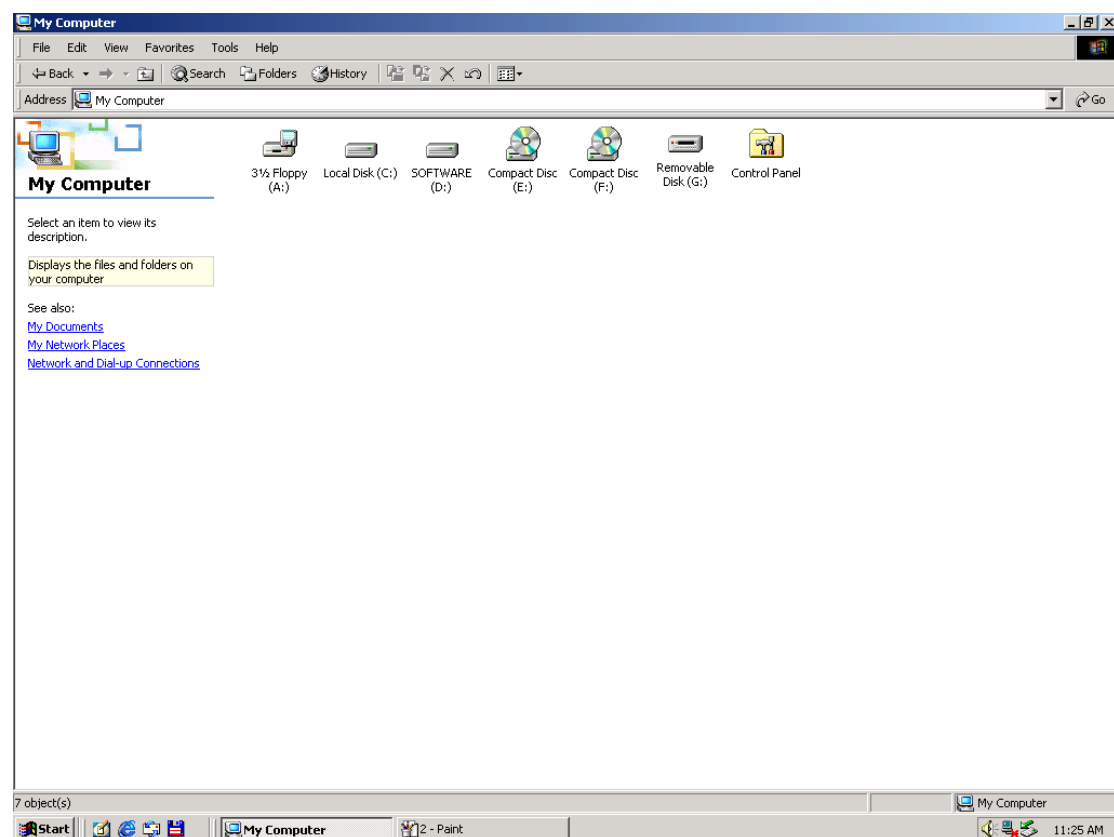 My Computer
File Edit View Favorites Tools Help
Back Search Folders History
Address My Computer Go
My Computer
Select an item to view its
description.
Displays the files and folders on
your computer
See also:
My Documents
My Network Places
Network and Dial-up Connections
3½ Floppy
(A:)
Local Disk (C:)
SOFTWARE
(D:)
Compact Disc
(E:)
Compact Disc
(F:)
Removable
Disk (G:)
Control Panel
7 object(s) My Computer
Start My Computer 2 - Paint 11:25 AM